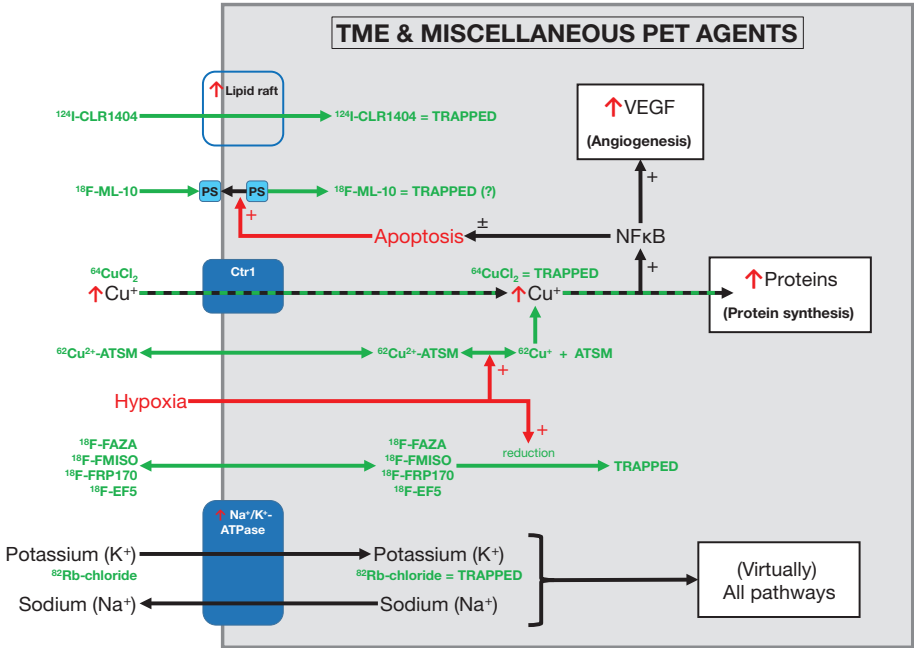 TME & MISCELLANEOUS PET AGENTS
↑ Lipid raft
¹²⁴I-CLR1404
¹²⁴I-CLR1404 = TRAPPED
↑VEGF
(Angiogenesis)
¹⁸F-ML-10
PS
PS
¹⁸F-ML-10 = TRAPPED (?)
+
+
Apoptosis
±
NFκB
+
Ctr1
⁶⁴CuCl₂
↑Cu⁺
⁶⁴CuCl₂ = TRAPPED
↑Cu⁺
↑Proteins
(Protein synthesis)
⁶²Cu²⁺-ATSM
⁶²Cu²⁺-ATSM
⁶²Cu⁺ + ATSM
+
Hypoxia
+
reduction
¹⁸F-FAZA
¹⁸F-FMISO
¹⁸F-FRP170
¹⁸F-EF5
¹⁸F-FAZA
¹⁸F-FMISO
¹⁸F-FRP170
¹⁸F-EF5
TRAPPED
↑ Na⁺/K⁺-
ATPase
Potassium (K⁺)
Potassium (K⁺)
⁸²Rb-chloride
⁸²Rb-chloride = TRAPPED
Sodium (Na⁺)
Sodium (Na⁺)
(Virtually)
All pathways